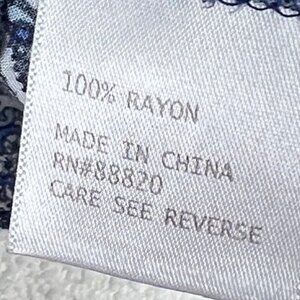 100% RAYON
MADE IN CHINA
RN#88820
CARE SEE REVERSE